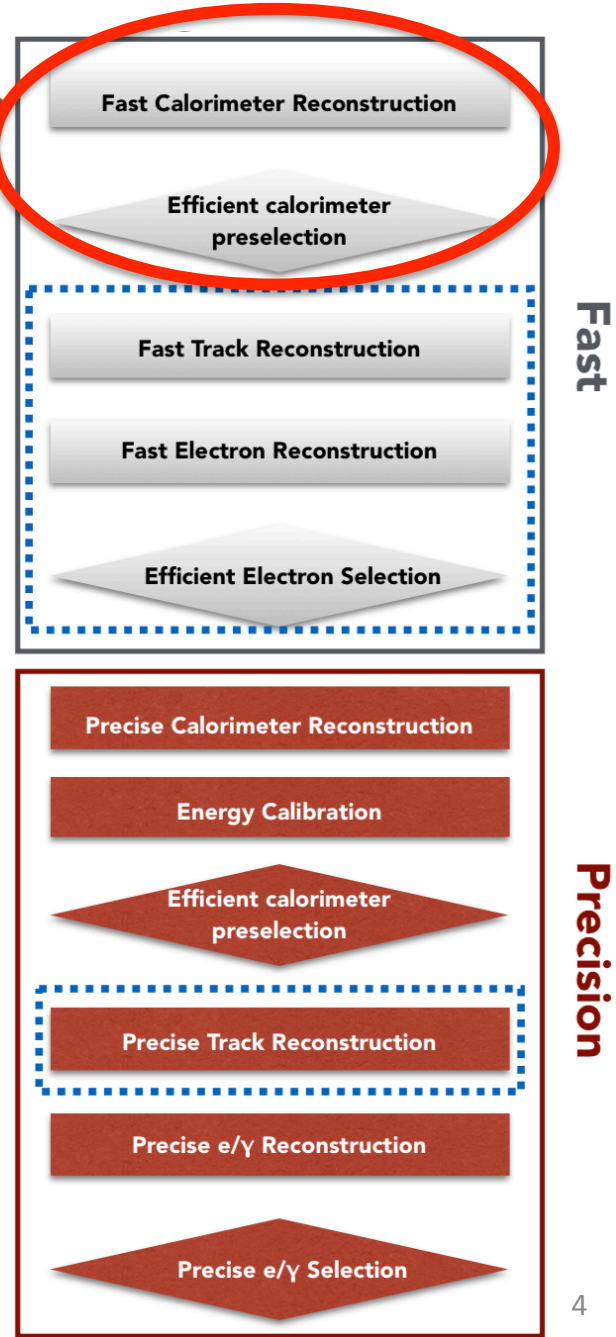 Fast Calorimeter Reconstruction
Efficient calorimeter
preselection
Fast Track Reconstruction
Fast Electron Reconstruction
Efficient Electron Selection
Fast
Precise Calorimeter Reconstruction
Energy Calibration
Efficient calorimeter
preselection
Precise Track Reconstruction
Precise e/γ Reconstruction
Precise e/γ Selection
Precision
4